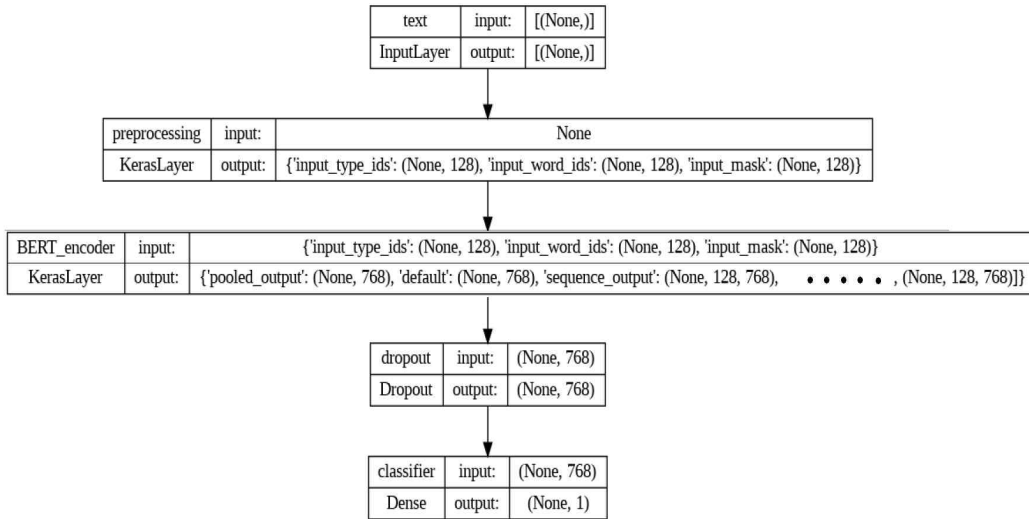 text input: [(None,)]
InputLayer output: [(None,)]
preprocessing input: None
KerasLayer output: {'input_type_ids': (None, 128), 'input_word_ids': (None, 128), 'input_mask': (None, 128)}
BERT_encoder input: {'input_type_ids': (None, 128), 'input_word_ids': (None, 128), 'input_mask': (None, 128)}
KerasLayer output: {'pooled_output': (None, 768), 'default': (None, 768), 'sequence_output': (None, 128, 768), • • • • • , (None, 128, 768)]}
dropout input: (None, 768)
Dropout output: (None, 768)
classifier input: (None, 768)
Dense output: (None, 1)